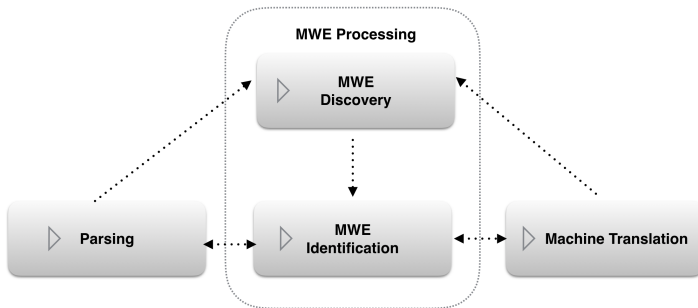 MWE Processing
MWE
Discovery
Parsing
MWE
Identification
Machine Translation